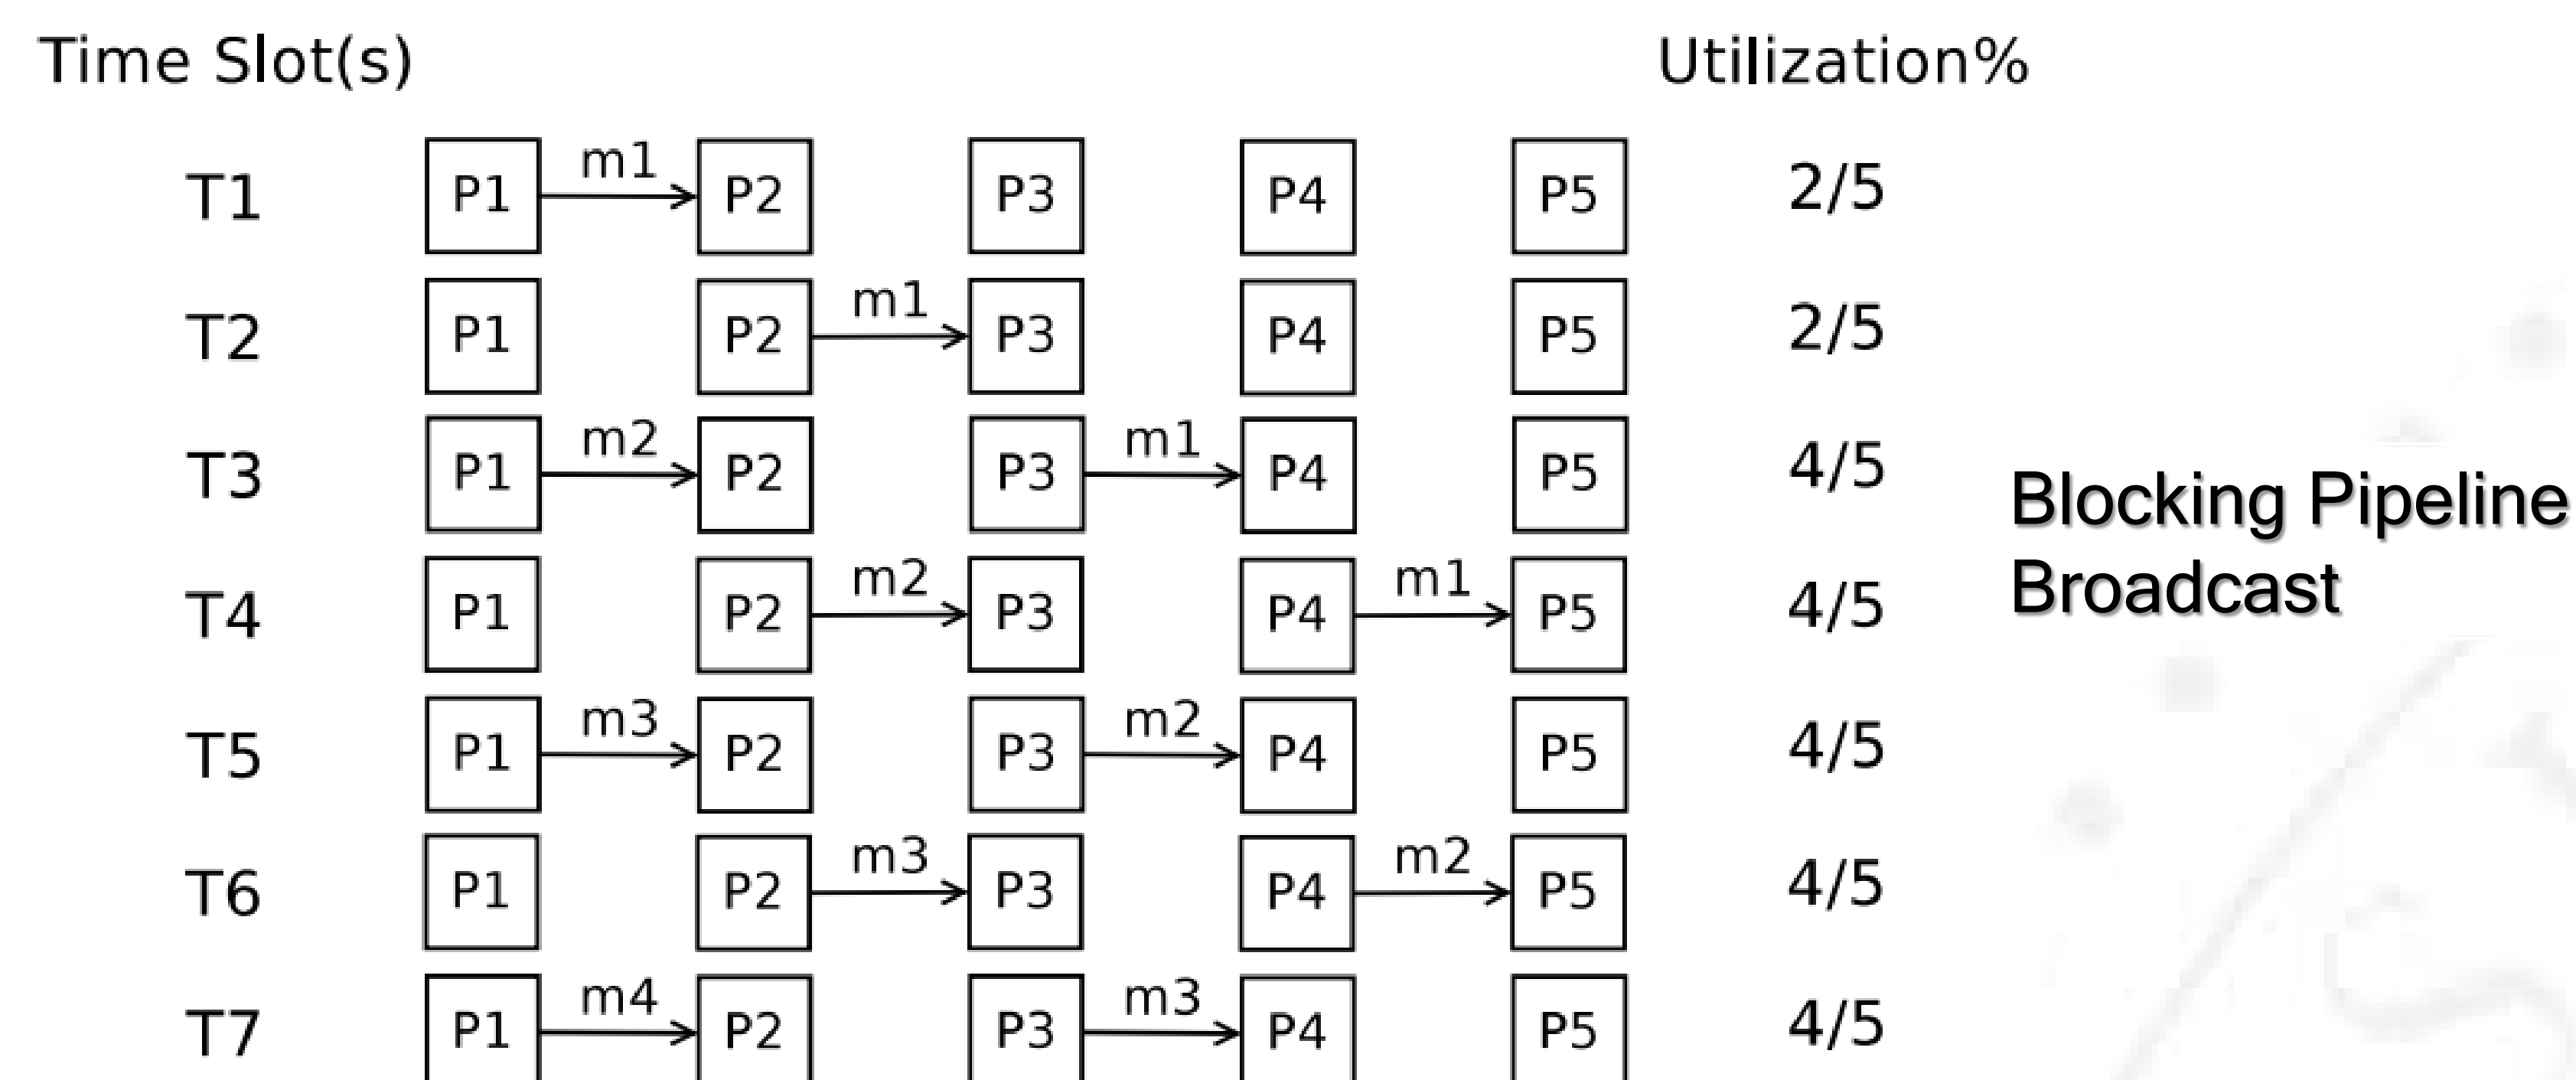 Time Slot(s) Utilization%
T1 P1 m1 P2 P3 P4 P5 2/5
T2 P1 P2 m1 P3 P4 P5 2/5
T3 P1 m2 P2 P3 m1 P4 P5 4/5
T4 P1 P2 m2 P3 P4 m1 P5 4/5
T5 P1 m3 P2 P3 m2 P4 P5 4/5
T6 P1 P2 m3 P3 P4 m2 P5 4/5
T7 P1 m4 P2 P3 m3 P4 P5 4/5
Blocking Pipeline
Broadcast